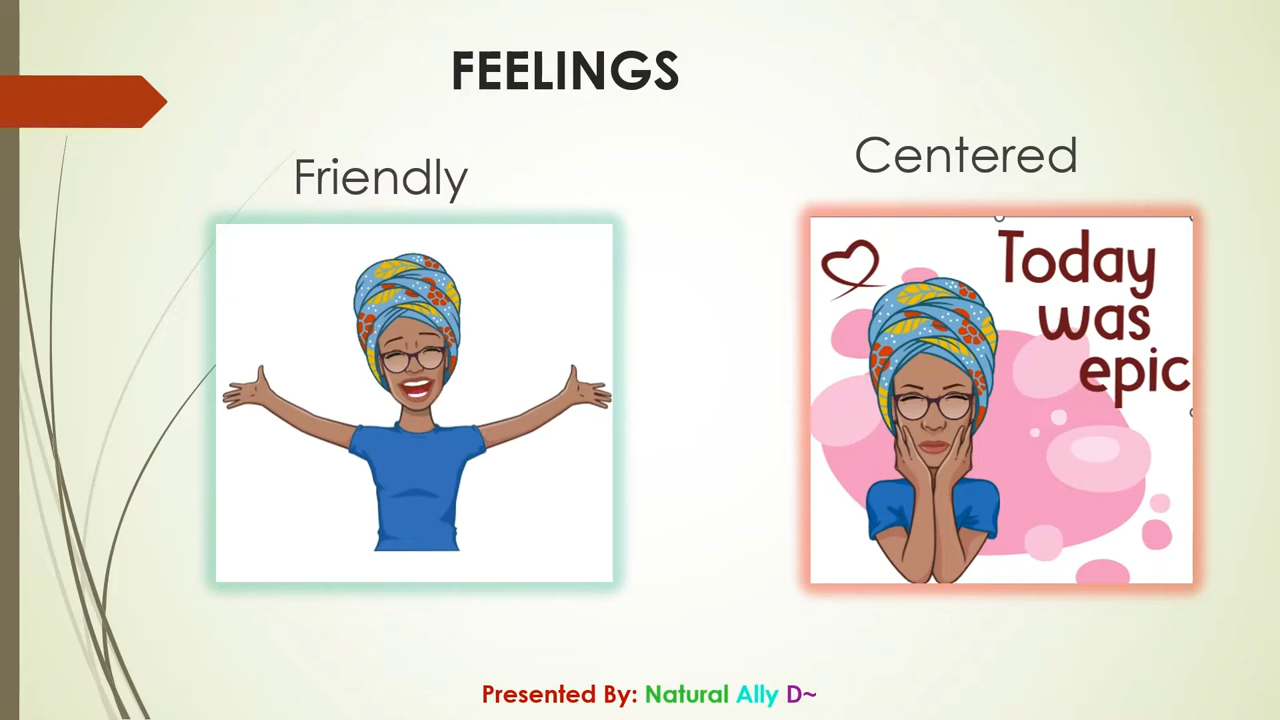 FEELINGS
Friendly
Centered
Today
was
epic
Presented By: Natural Ally D~